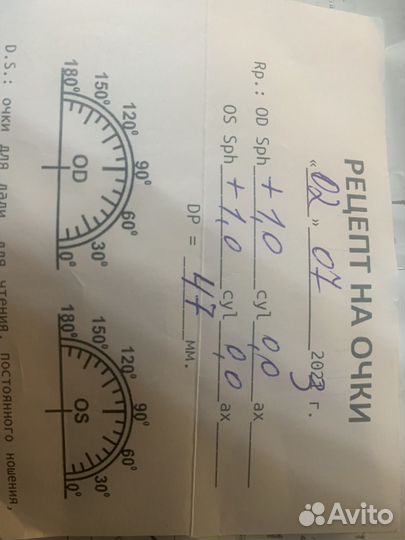 РЕЦЕПТ НА ОЧКИ
«02» 07 2023 г.
Rp.: OD Sph +1,0 cyl 0,0 ax
OS Sph +1,0 cyl 0,0 ax
DP = 47 мм.
180° 150° 120° 90° 60° 30° 0°
OD
180° 150° 120° 90° 60° 30° 0°
OS
D.S.: очки для дали, для чтения, постоянного ношения,
Avito